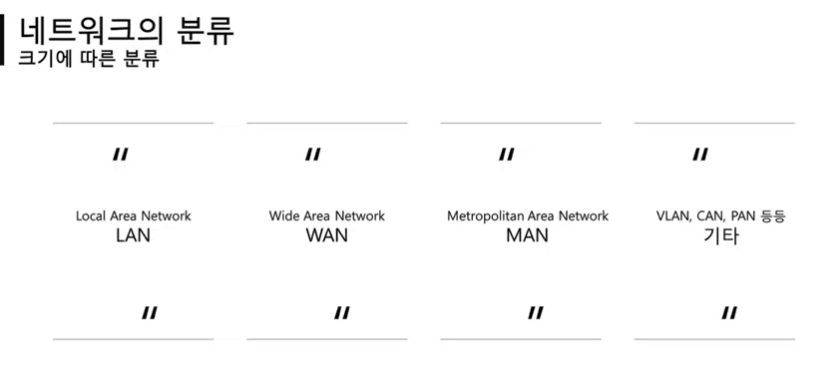 네트워크의 분류
크기에 따른 분류
"
"
"
"
Local Area Network
LAN
Wide Area Network
WAN
Metropolitan Area Network
MAN
VLAN, CAN, PAN 등등
기타
"
"
"
"